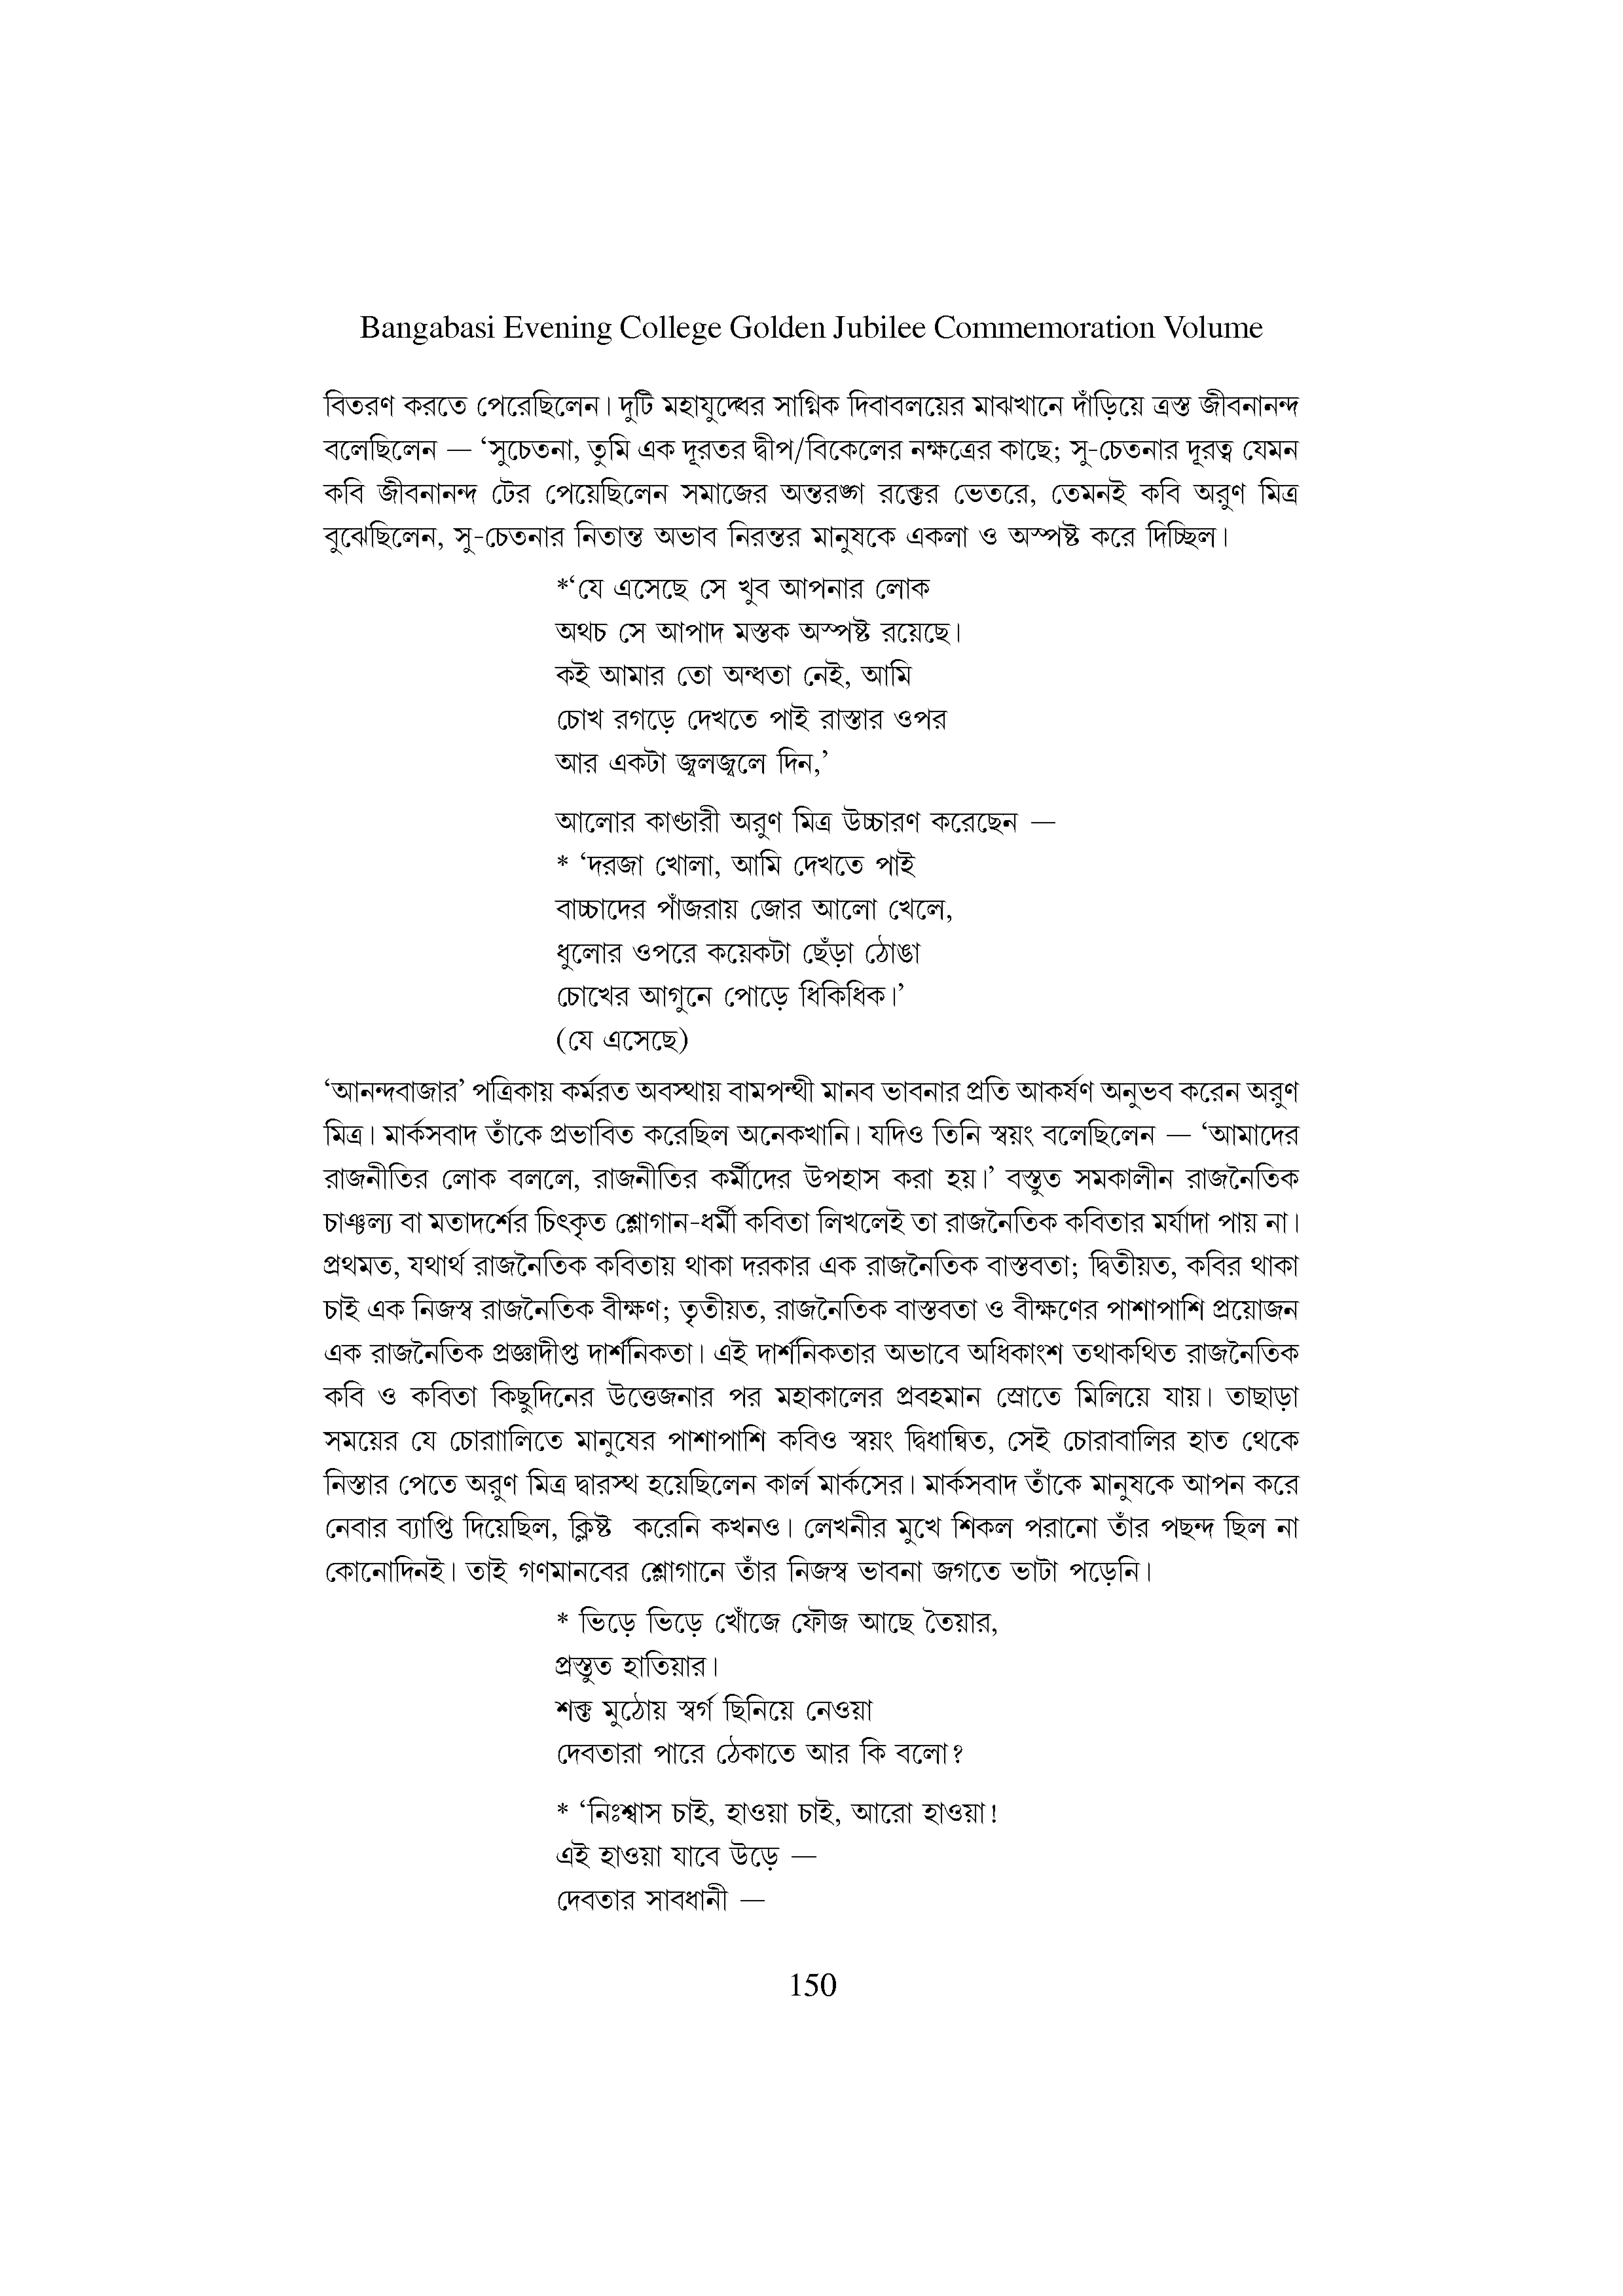 Bangabasi Evening College Golden Jubilee Commemoration Volume
বিতরণ করতে পেরেছিলেন। দুটি মহাযুদ্ধের সাগ্নিক দিবাবলয়ের মাঝখানে দাঁড়িয়ে ত্রস্ত জীবনানন্দ
বলেছিলেন — ‘সুচেতনা, তুমি এক দূরতর দ্বীপ/বিকেলের নক্ষত্রের কাছে; সু-চেতনার দূরত্ব যেমন
কবি জীবনানন্দ টের পেয়েছিলেন সমাজের অন্তরঙ্গ রক্তের ভেতরে, তেমনই কবি অরুণ মিত্র
বুঝেছিলেন, সু-চেতনার নিতান্ত অভাব নিরন্তর মানুষকে একলা ও অস্পষ্ট করে দিচ্ছিল।
*‘যে এসেছে সে খুব আপনার লোক
অথচ সে আপাদ মস্তক অস্পষ্ট রয়েছে।
কই আমার তো অন্ধতা নেই, আমি
চোখ রগড়ে দেখতে পাই রাস্তার ওপর
আর একটা জ্বলজ্বলে দিন,’
আলোর কাণ্ডারী অরুণ মিত্র উচ্চারণ করেছেন —
* ‘দরজা খোলা, আমি দেখতে পাই
বাচ্চাদের পাঁজরায় জোর আলো খেলে,
ধুলোর ওপরে কয়েকটা ছেঁড়া ঠোঙা
চোখের আগুনে পোড়ে ধিকিধিক।’
(যে এসেছে)
‘আনন্দবাজার’ পত্রিকায় কর্মরত অবস্থায় বামপন্থী মানব ভাবনার প্রতি আকর্ষণ অনুভব করেন অরুণ
মিত্র। মার্কসবাদ তাঁকে প্রভাবিত করেছিল অনেকখানি। যদিও তিনি স্বয়ং বলেছিলেন — ‘আমাদের
রাজনীতির লোক বললে, রাজনীতির কর্মীদের উপহাস করা হয়।’ বস্তুত সমকালীন রাজনৈতিক
চাঞ্চল্য বা মতাদর্শের চিৎকৃত শ্লোগান-ধর্মী কবিতা লিখলেই তা রাজনৈতিক কবিতার মর্যাদা পায় না।
প্রথমত, যথার্থ রাজনৈতিক কবিতায় থাকা দরকার এক রাজনৈতিক বাস্তবতা; দ্বিতীয়ত, কবির থাকা
চাই এক নিজস্ব রাজনৈতিক বীক্ষণ; তৃতীয়ত, রাজনৈতিক বাস্তবতা ও বীক্ষণের পাশাপাশি প্রয়োজন
এক রাজনৈতিক প্রজ্ঞাদীপ্ত দার্শনিকতা। এই দার্শনিকতার অভাবে অধিকাংশ তথাকথিত রাজনৈতিক
কবি ও কবিতা কিছুদিনের উত্তেজনার পর মহাকালের প্রবহমান স্রোতে মিলিয়ে যায়। তাছাড়া
সময়ের যে চোরাালিতে মানুষের পাশাপাশি কবিও স্বয়ং দ্বিধান্বিত, সেই চোরাবালির হাত থেকে
নিস্তার পেতে অরুণ মিত্র দ্বারস্থ হয়েছিলেন কার্ল মার্কসের। মার্কসবাদ তাঁকে মানুষকে আপন করে
নেবার ব্যাপ্তি দিয়েছিল, ক্লিষ্ট করেনি কখনও। লেখনীর মুখে শিকল পরানো তাঁর পছন্দ ছিল না
কোনোদিনই। তাই গণমানবের শ্লোগানে তাঁর নিজস্ব ভাবনা জগতে ভাটা পড়েনি।
* ভিড়ে ভিড়ে খোঁজে ফৌজ আছে তৈয়ার,
প্রস্তুত হাতিয়ার।
শক্ত মুঠোয় স্বর্গ ছিনিয়ে নেওয়া
দেবতারা পারে ঠেকাতে আর কি বলো?
* ‘নিঃশ্বাস চাই, হাওয়া চাই, আরো হাওয়া!
এই হাওয়া যাবে উড়ে —
দেবতার সাবধানী —
150